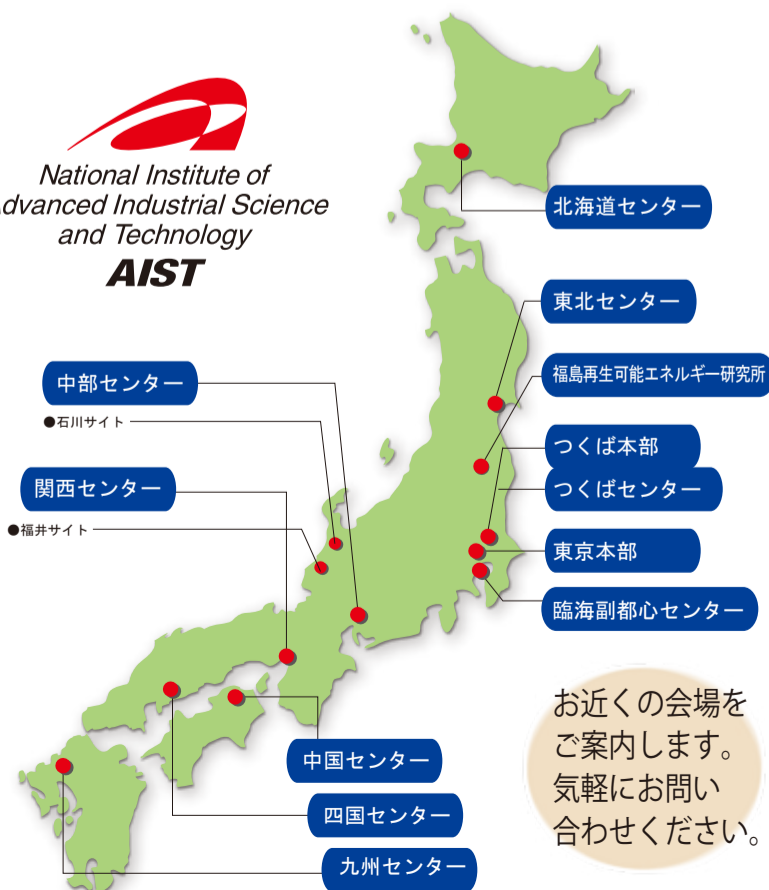 National Institute of
Advanced Industrial Science
and Technology
AIST
北海道センター
東北センター
福島再生可能エネルギー研究所
つくば本部
つくばセンター
東京本部
臨海副都心センター
中部センター
●石川サイト
関西センター
●福井サイト
中国センター
四国センター
九州センター
お近くの会場を
ご案内します。
気軽にお問い
合わせください。